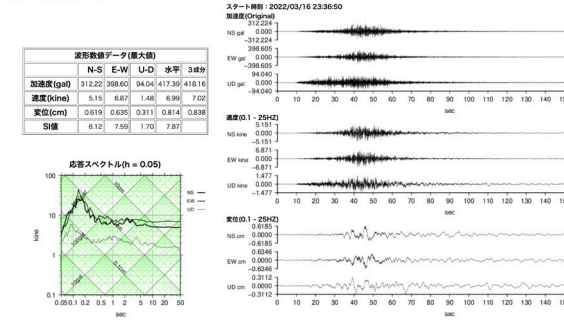 波形数値データ(最大値)
N-S E-W U-D 水平 3成分
加速度(gal) 312.22 398.60 94.04 417.39 418.16
速度(kine) 5.15 6.87 1.48 6.99 7.02
変位(cm) 0.619 0.635 0.311 0.814 0.838
SI値 6.12 7.59 1.70 7.87
応答スペクトル(h = 0.05)
100
10
1
0.1
kine
NS
EW
UD
0.05 0.1 0.2 0.5 1 2 5 10 20 50
sec
スタート時刻：2022/03/16 23:36:50
加速度(Original)
312.224
NS gal 0.000
-312.224
398.605
EW gal 0.000
-398.605
94.040
UD gal 0.000
-94.040
0 10 20 30 40 50 60 70 80 90 100 110 120 130 140
sec
速度(0.1 - 25HZ)
5.151
NS kine 0.000
-5.151
6.871
EW kine 0.000
-6.871
1.477
UD kine 0.000
-1.477
0 10 20 30 40 50 60 70 80 90 100 110 120 130 140
sec
変位(0.1 - 25HZ)
0.6185
NS cm 0.0000
-0.6185
0.6346
EW cm 0.0000
-0.6346
0.3112
UD cm 0.0000
-0.3112
0 10 20 30 40 50 60 70 80 90 100 110 120 130 140
sec